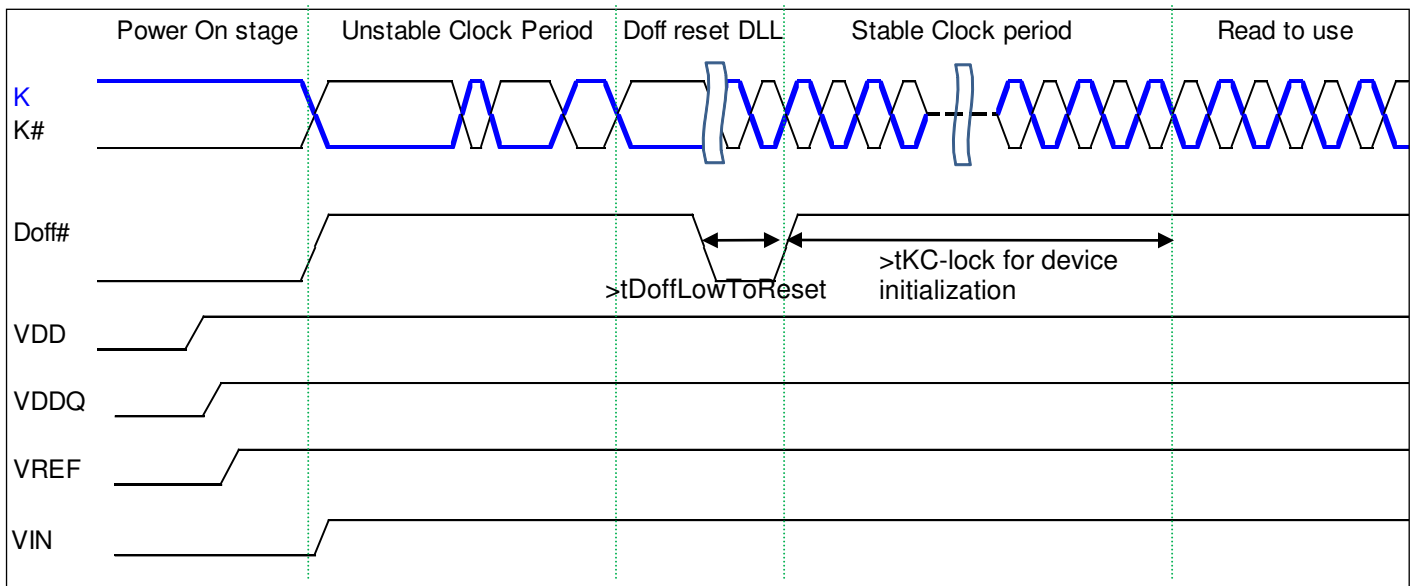 Power On stage
Unstable Clock Period
Doff reset DLL
Stable Clock period
Read to use
K
K#
Doff#
>tDoffLowToReset
>tKC-lock for device
initialization
VDD
VDDQ
VREF
VIN